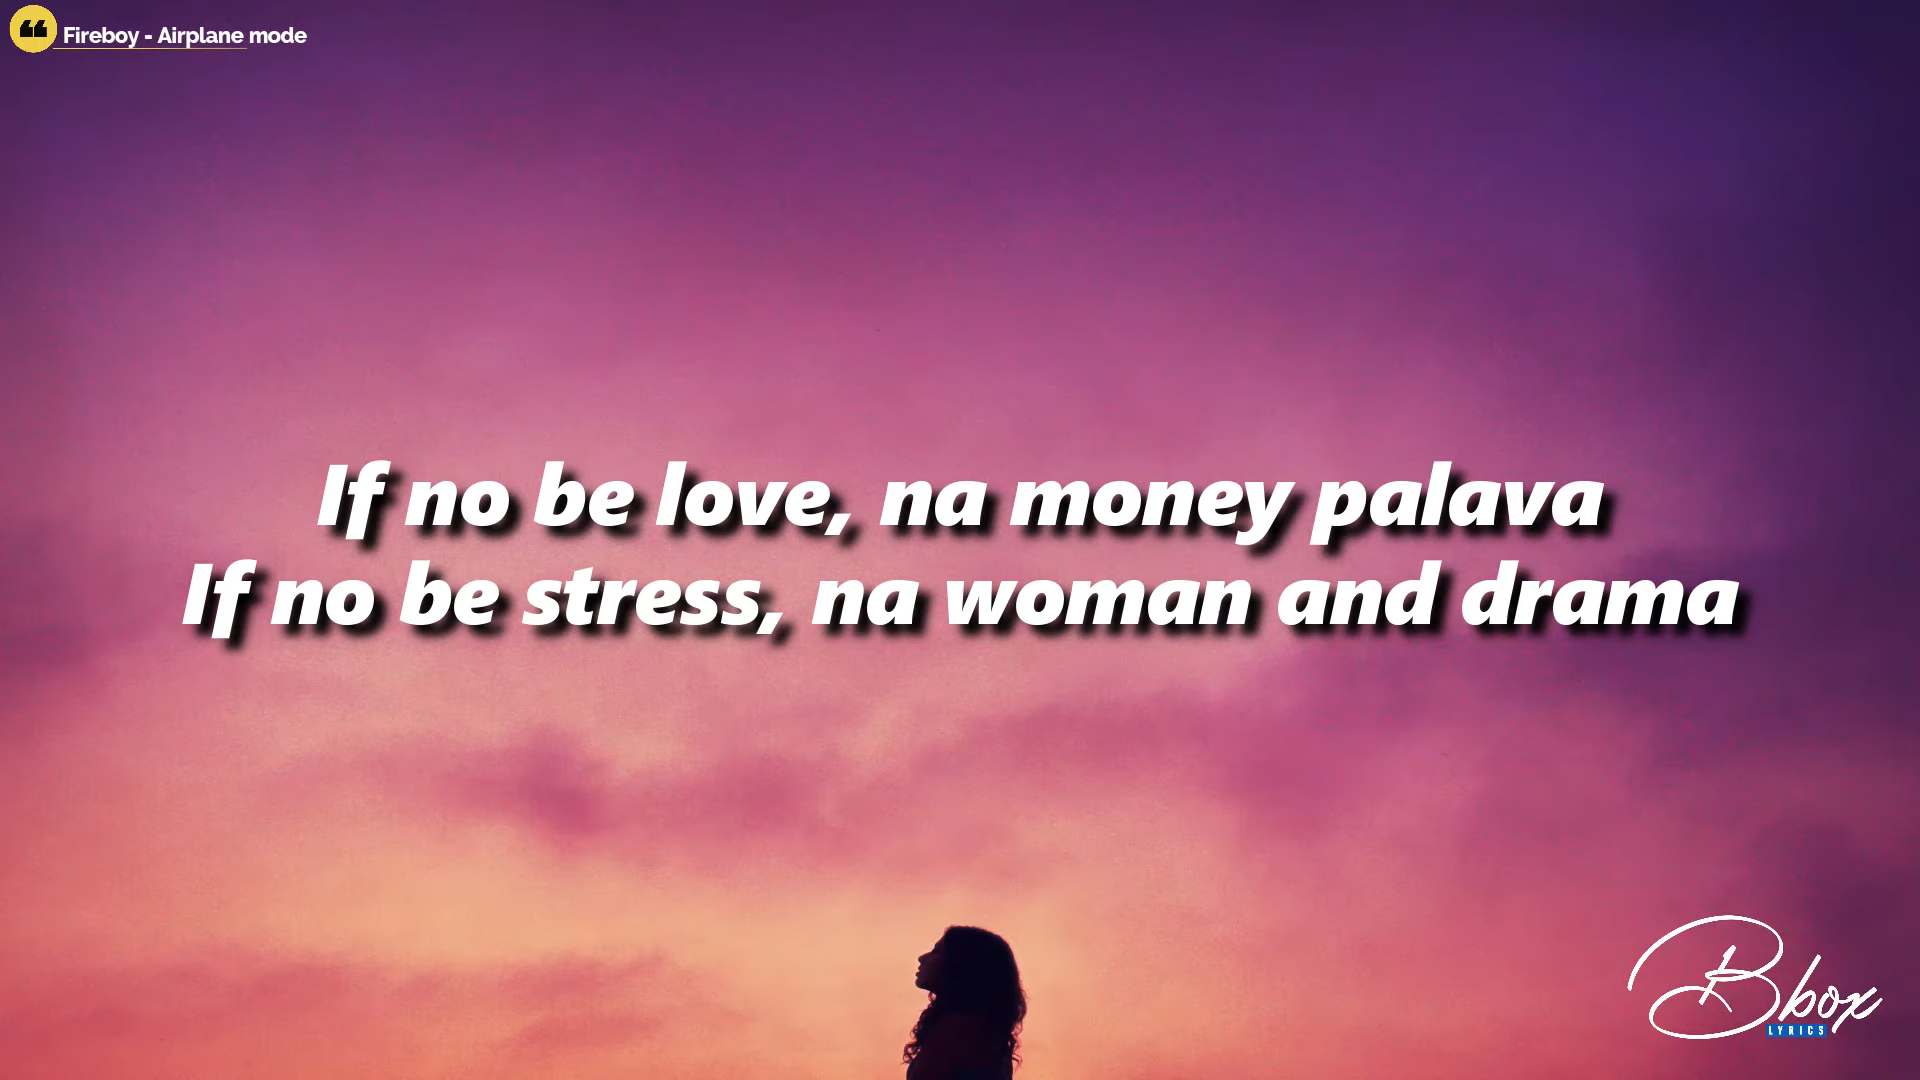 ❝ Fireboy - Airplane mode
If no be love, na money palava
If no be stress, na woman and drama
Bbox
LYRICS